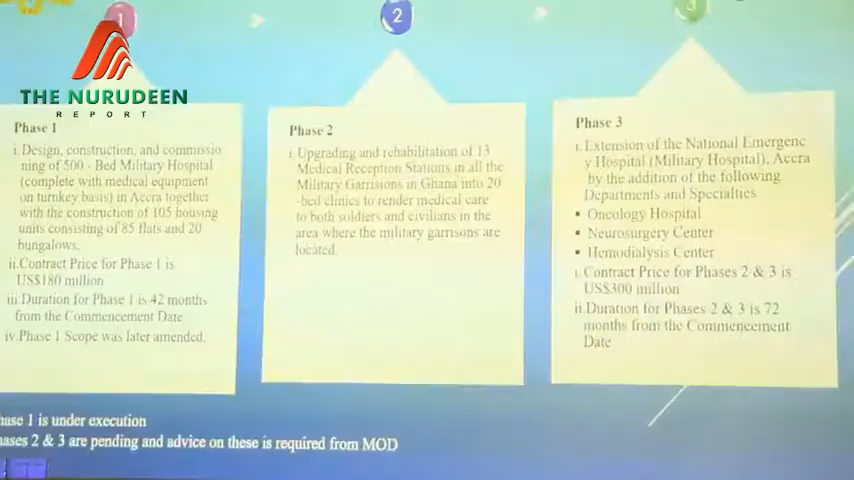 1
2
3
THE NURUDEEN
REPORT
Phase 1
i. Design, construction, and commissio
ning of 500 - Bed Military Hospital
(complete with medical equipment
on turnkey basis) in Accra together
with the construction of 105 housing
units consisting of 85 flats and 20
bungalows.
ii. Contract Price for Phase 1 is
US$180 million
iii. Duration for Phase 1 is 42 months
from the Commencement Date
iv. Phase 1 Scope was later amended.
Phase 2
i. Upgrading and rehabilitation of 13
Medical Reception Stations in all the
Military Garrisions in Ghana into 20
-bed clinics to render medical care
to both soldiers and civilians in the
area where the military garrisons are
located.
Phase 3
i. Extension of the National Emergenc
y Hospital (Military Hospital), Accra
by the addition of the following
Departments and Specialties
▪ Oncology Hospital
▪ Neurosurgery Center
▪ Hemodialysis Center
i. Contract Price for Phases 2 & 3 is
US$300 million
ii. Duration for Phases 2 & 3 is 72
months from the Commencement
Date
hase 1 is under execution
hases 2 & 3 are pending and advice on these is required from MOD